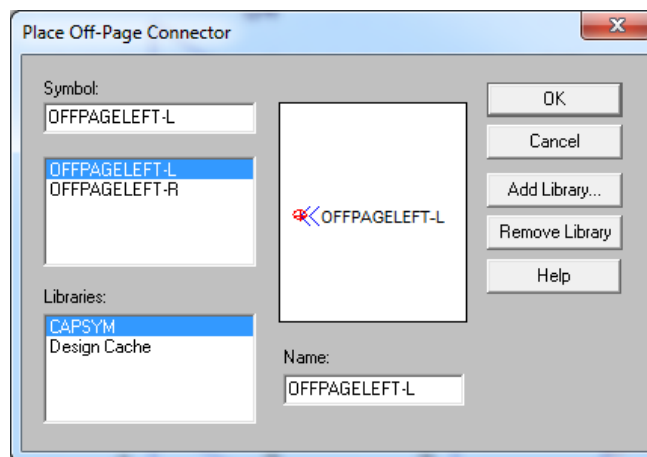 Place Off-Page Connector
Symbol:
OFFPAGELEFT-L
OFFPAGELEFT-L
OFFPAGELEFT-R
Libraries:
CAPSYM
Design Cache
OFFPAGELEFT-L
Name:
OFFPAGELEFT-L
OK
Cancel
Add Library...
Remove Library
Help